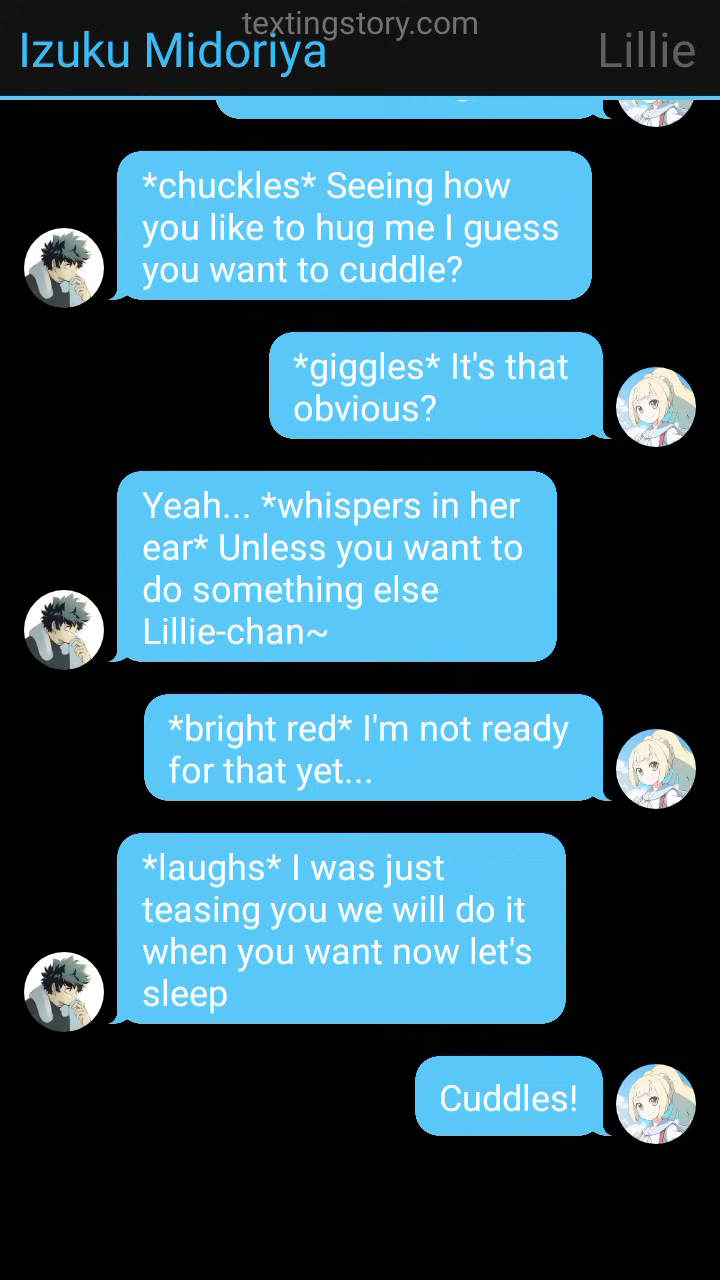 textingstory.com
Izuku Midoriya
Lillie
*chuckles* Seeing how
you like to hug me I guess
you want to cuddle?
*giggles* It's that
obvious?
Yeah... *whispers in her
ear* Unless you want to
do something else
Lillie-chan~
*bright red* I'm not ready
for that yet...
*laughs* I was just
teasing you we will do it
when you want now let's
sleep
Cuddles!